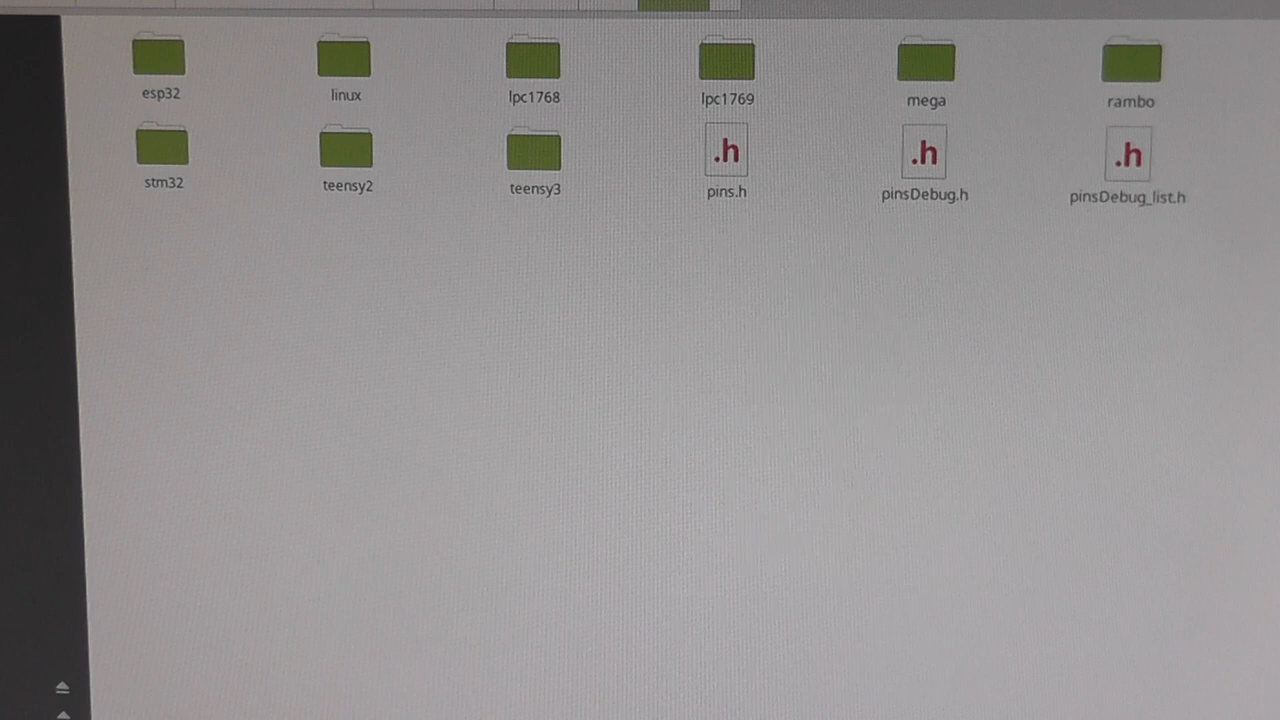 esp32 linux lpc1768 lpc1769 mega rambo
.h .h .h
stm32 teensy2 teensy3 pins.h pinsDebug.h pinsDebug_list.h